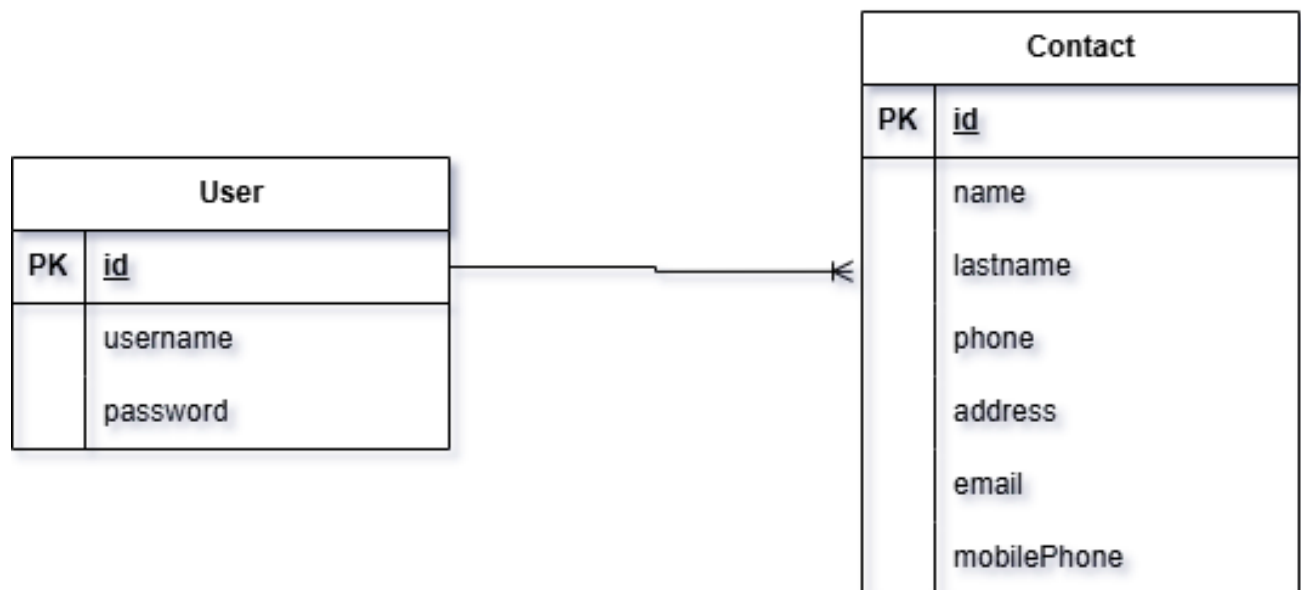 User
PK id
username
password
Contact
PK id
name
lastname
phone
address
email
mobilePhone